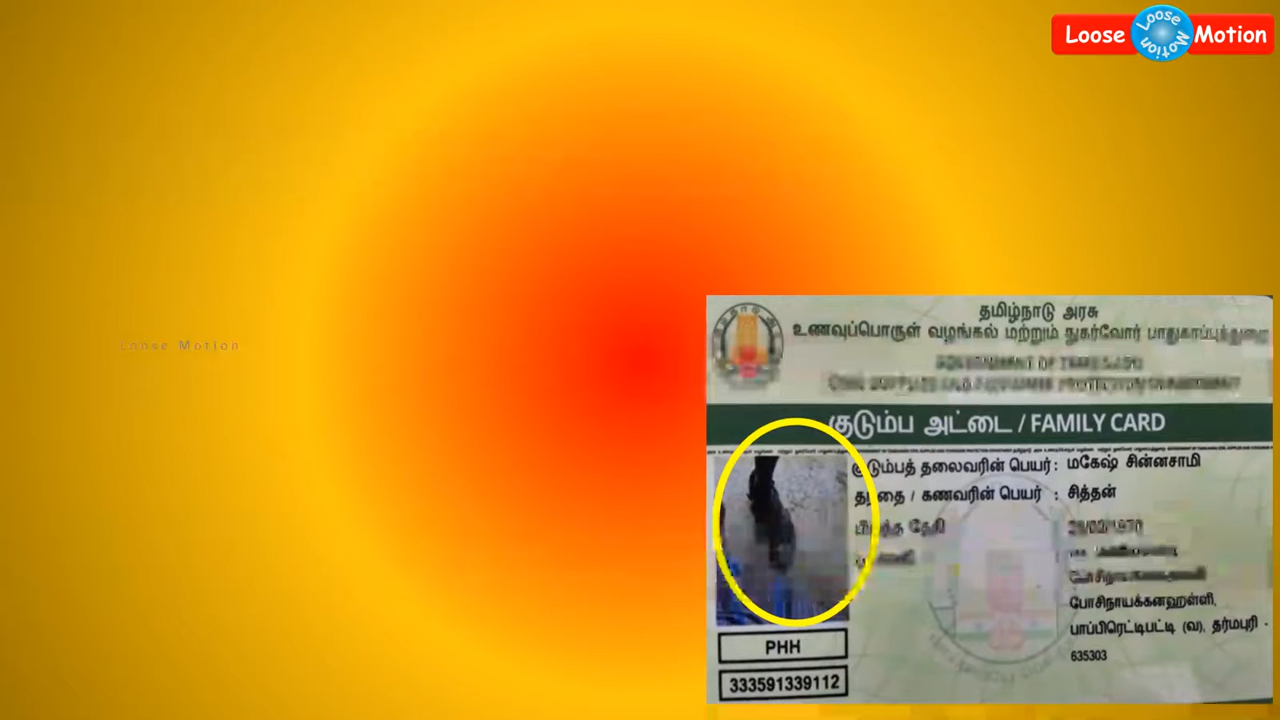 Loose Motion
Loose Motion
Loose Motion
தமிழ்நாடு அரசு
உணவுப்பொருள் வழங்கல் மற்றும் நுகர்வோர் பாதுகாப்புத்துறை
குடும்ப அட்டை / FAMILY CARD
குடும்பத் தலைவரின் பெயர் : மகேஷ் சின்னசாமி
தந்தை / கணவரின் பெயர் : சித்தன்
பிறந்த தேதி
போசிநாயக்கனஹள்ளி,
பாப்பிரெட்டிபட்டி (வ), தர்மபுரி -
635303
PHH
333591339112